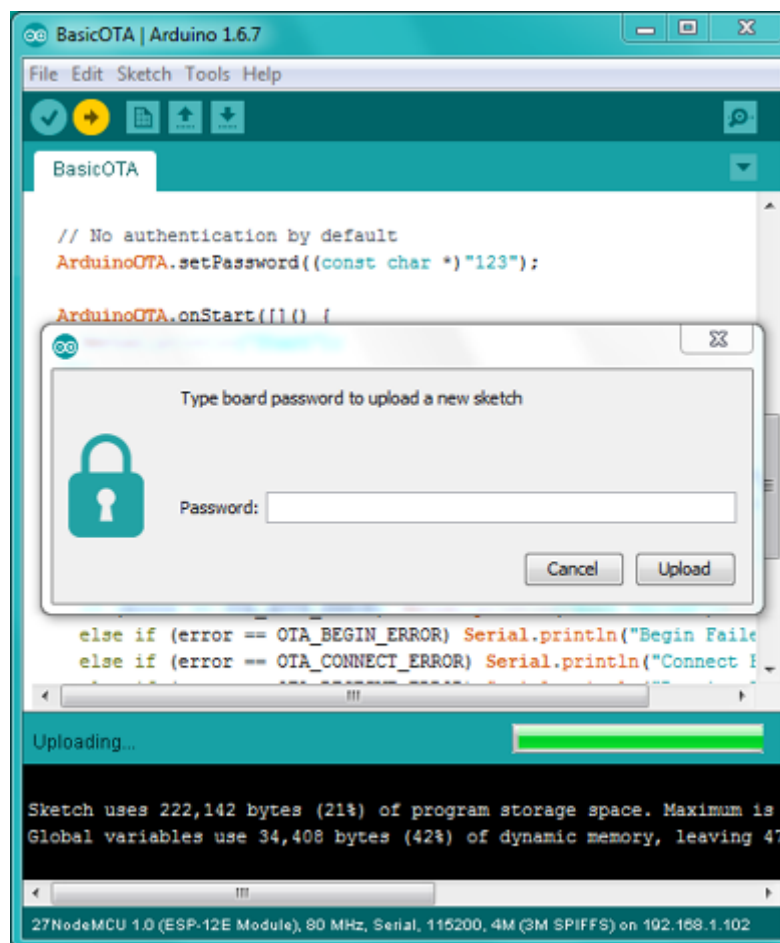 BasicOTA | Arduino 1.6.7
File Edit Sketch Tools Help
BasicOTA
// No authentication by default
ArduinoOTA.setPassword((const char *)"123");
ArduinoOTA.onStart([]() {
Type board password to upload a new sketch
Password:
Cancel Upload
else if (error == OTA_BEGIN_ERROR) Serial.println("Begin Faile
else if (error == OTA_CONNECT_ERROR) Serial.println("Connect
Uploading...
Sketch uses 222,142 bytes (21%) of program storage space. Maximum is
Global variables use 34,408 bytes (42%) of dynamic memory, leaving 47
27NodeMCU 1.0 (ESP-12E Module), 80 MHz, Serial, 115200, 4M (3M SPIFFS) on 192.168.1.102